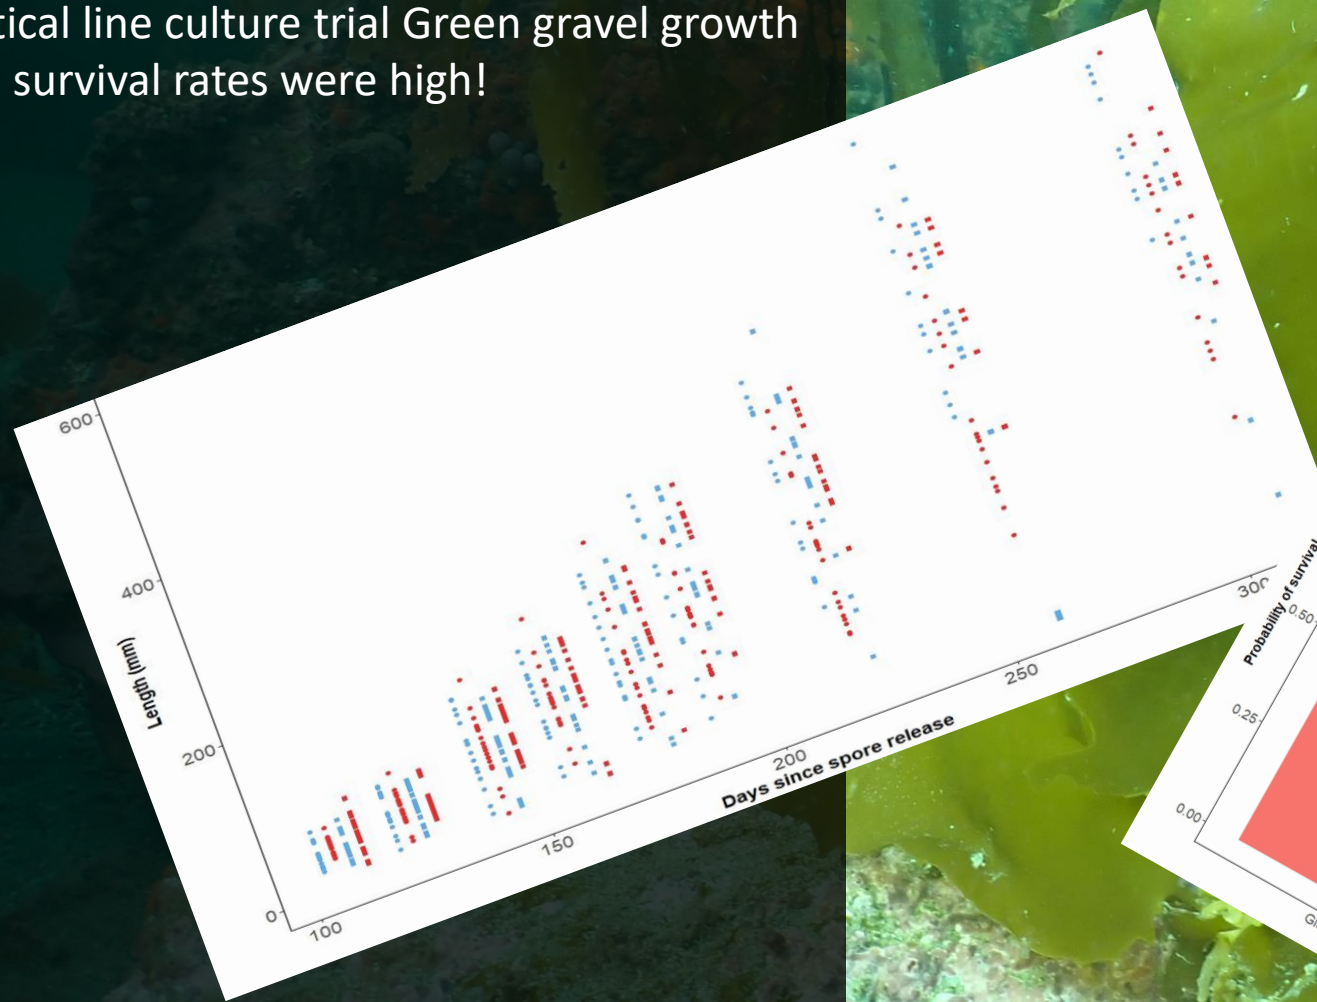 tical line culture trial Green gravel growth
survival rates were high!
600
400
200
0
Length (mm)
100
150
200
250
300
Days since spore release
Probability of survival
0.50
0.25
0.00